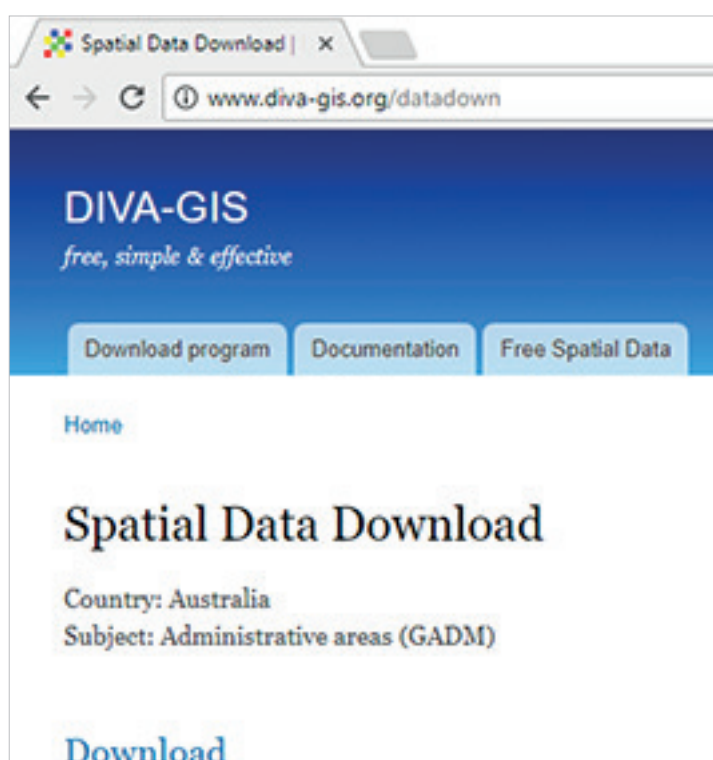 Spatial Data Download |
www.diva-gis.org/datadown
DIVA-GIS
free, simple & effective
Download program Documentation Free Spatial Data
Home
Spatial Data Download
Country: Australia
Subject: Administrative areas (GADM)
Download